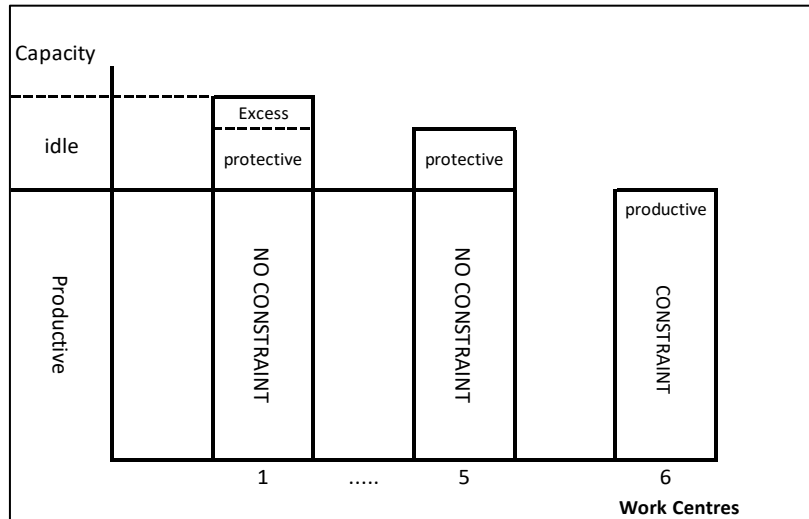 Capacity
Excess
idle
protective
protective
productive
Productive
NO CONSTRAINT
NO CONSTRAINT
CONSTRAINT
1
.....
5
6
Work Centres